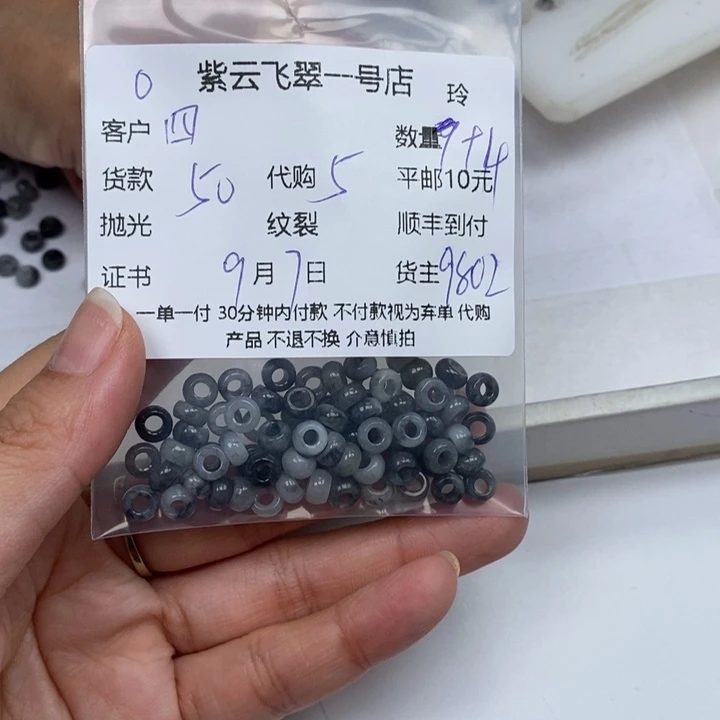 0 紫云飞翠一号店 玲
客户 四 数量 9+4
货款 50 代购 5 平邮10元
抛光 纹裂 顺丰到付
证书 9月7日 货主 9802
一单一付 30分钟内付款 不付款视为弃单 代购
产品 不退不换 介意慎拍